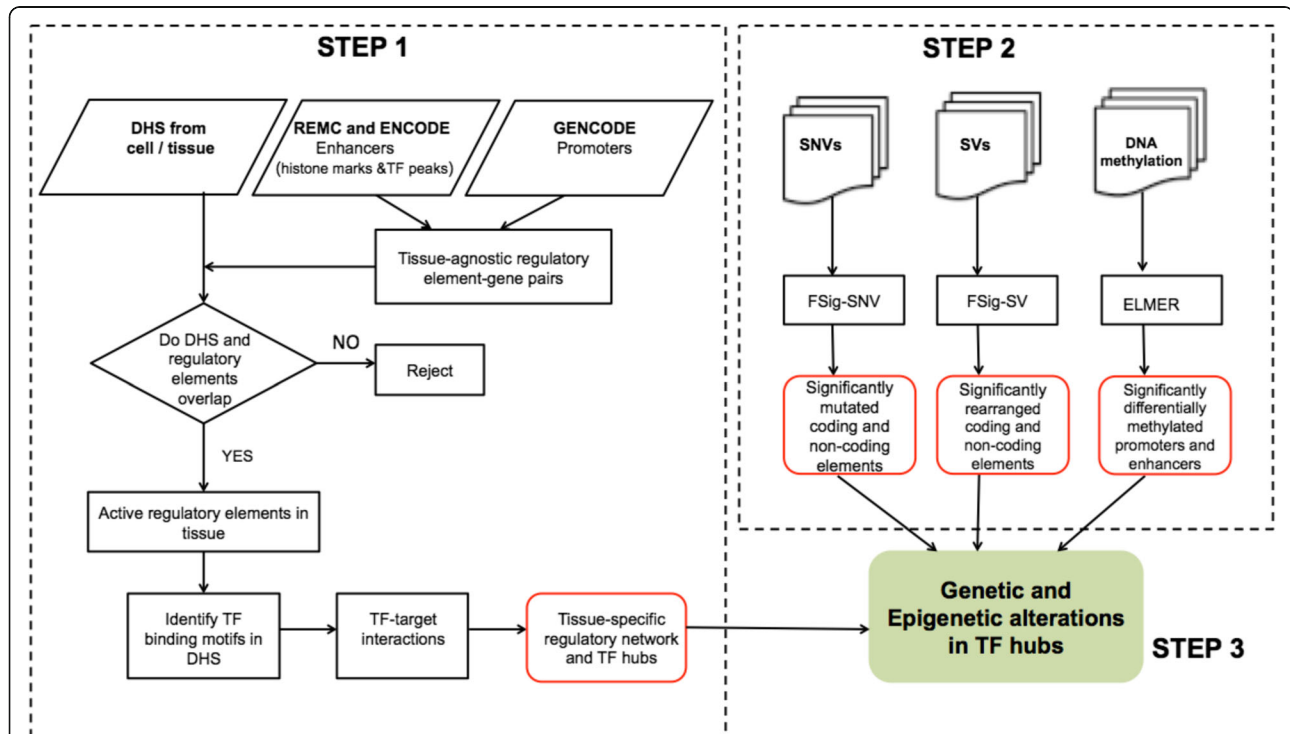 STEP 1
DHS from
cell / tissue
REMC and ENCODE
Enhancers
(histone marks &TF peaks)
GENCODE
Promoters
Tissue-agnostic regulatory
element-gene pairs
Do DHS and
regulatory
elements
overlap
NO
Reject
YES
Active regulatory elements in
tissue
Identify TF
binding motifs in
DHS
TF-target
interactions
Tissue-specific
regulatory network
and TF hubs
STEP 2
SNVs
SVs
DNA
methylation
FSig-SNV
FSig-SV
ELMER
Significantly
mutated
coding and
non-coding
elements
Significantly
rearranged
coding and
non-coding
elements
Significantly
differentially
methylated
promoters and
enhancers
Genetic and
Epigenetic alterations
in TF hubs
STEP 3